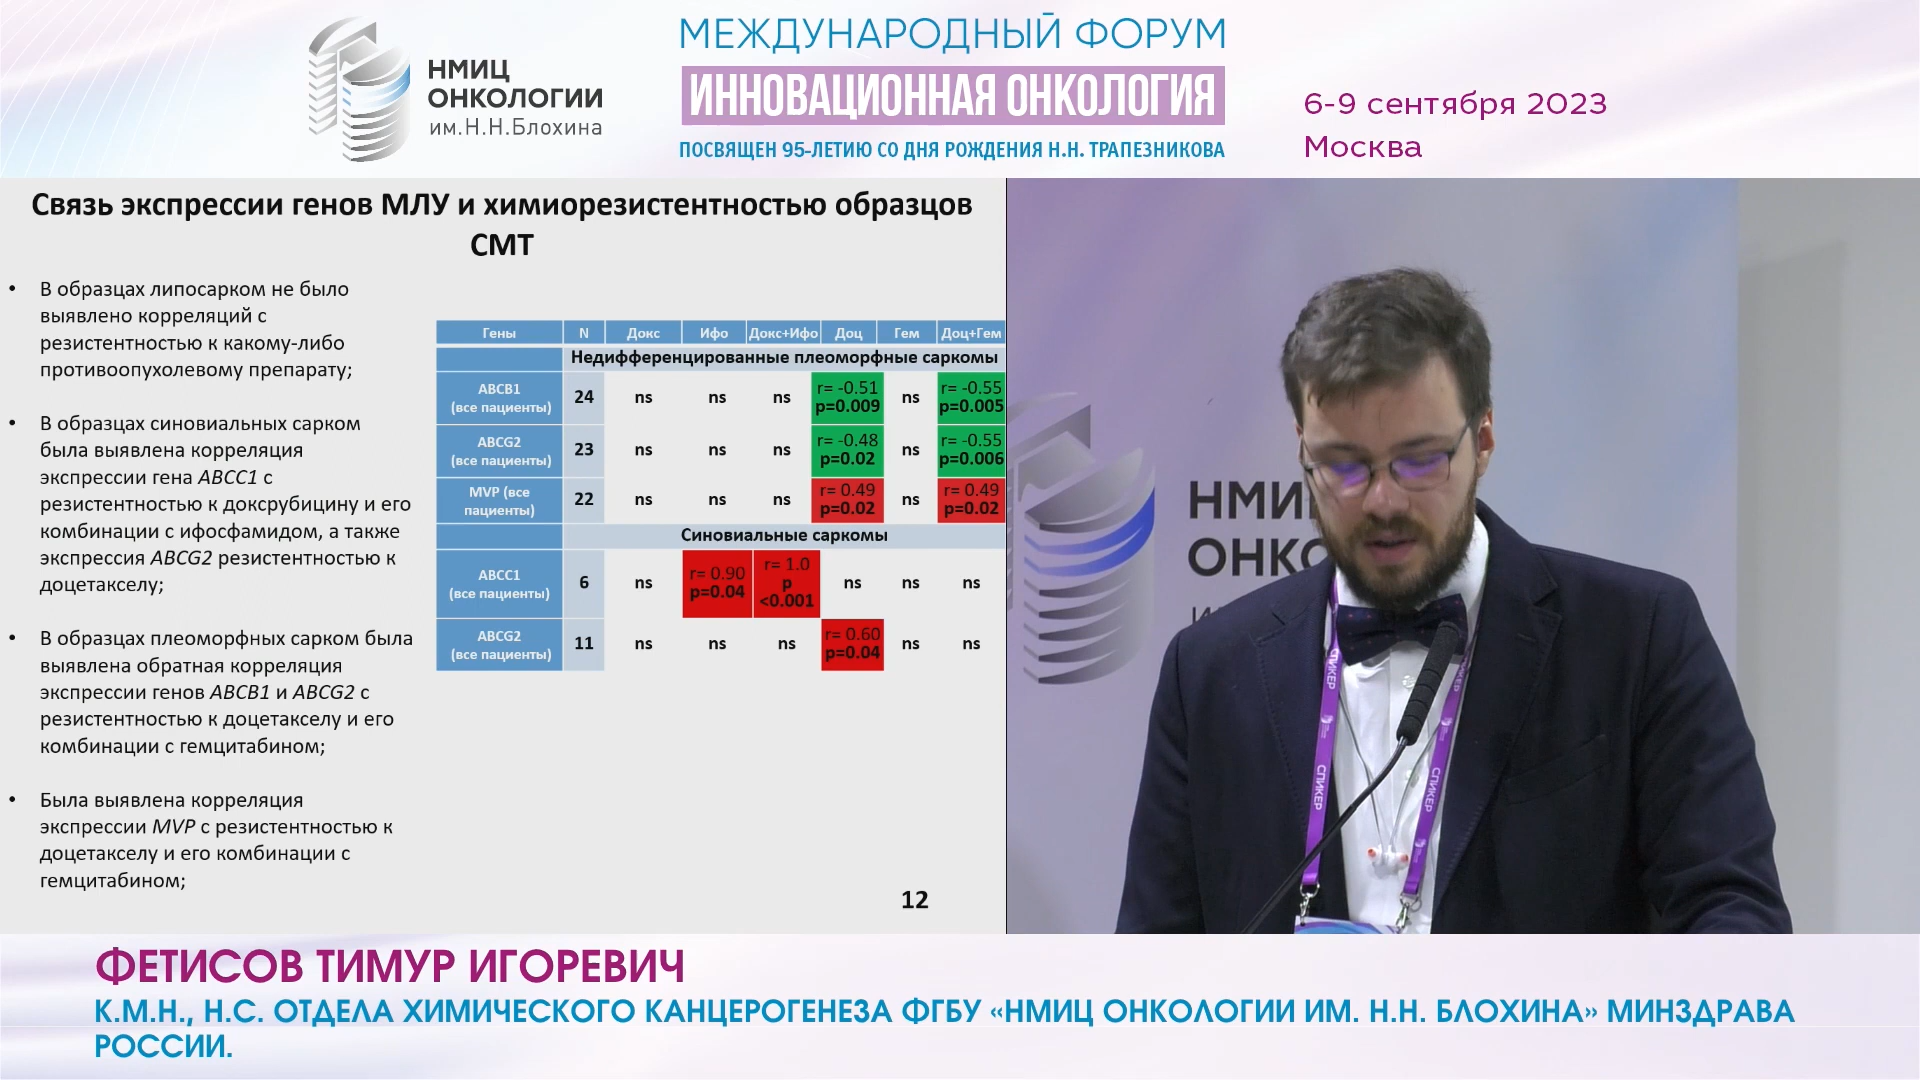 НМИЦ
ОНКОЛОГИИ
им.Н.Н.Блохина
МЕЖДУНАРОДНЫЙ ФОРУМ
ИННОВАЦИОННАЯ ОНКОЛОГИЯ
ПОСВЯЩЕН 95-ЛЕТИЮ СО ДНЯ РОЖДЕНИЯ Н.Н. ТРАПЕЗНИКОВА
6-9 сентября 2023
Москва
Связь экспрессии генов МЛУ и химиорезистентностью образцов
СМТ
• В образцах липосарком не было
выявлено корреляций с
резистентностью к какому-либо
противоопухолевому препарату;
• В образцах синовиальных сарком
была выявлена корреляция
экспрессии гена ABCC1 с
резистентностью к доксрубицину и его
комбинации с ифосфамидом, а также
экспрессия ABCG2 резистентностью к
доцетакселу;
• В образцах плеоморфных сарком была
выявлена обратная корреляция
экспрессии генов ABCB1 и ABCG2 с
резистентностью к доцетакселу и его
комбинации с гемцитабином;
• Была выявлена корреляция
экспрессии MVP с резистентностью к
доцетакселу и его комбинации с
гемцитабином;
Гены N Докс Ифо Докс+Ифо Доц Гем Доц+Гем
Недифференцированные плеоморфные саркомы
ABCB1 (все пациенты) 24 ns ns ns r= -0.51 p=0.009 ns r= -0.55 p=0.005
ABCG2 (все пациенты) 23 ns ns ns r= -0.48 p=0.02 ns r= -0.55 p=0.006
MVP (все пациенты) 22 ns ns ns r= 0.49 p=0.02 ns r= 0.49 p=0.02
Синовиальные саркомы
ABCC1 (все пациенты) 6 ns r= 0.90 p=0.04 r= 1.0 p <0.001 ns ns ns
ABCG2 (все пациенты) 11 ns ns ns r= 0.60 p=0.04 ns ns
12
НМИ
ОНКО
СПИКЕР
СПИКЕР
СПИКЕР
ФЕТИСОВ ТИМУР ИГОРЕВИЧ
К.М.Н., Н.С. ОТДЕЛА ХИМИЧЕСКОГО КАНЦЕРОГЕНЕЗА ФГБУ «НМИЦ ОНКОЛОГИИ ИМ. Н.Н. БЛОХИНА» МИНЗДРАВА
РОССИИ.